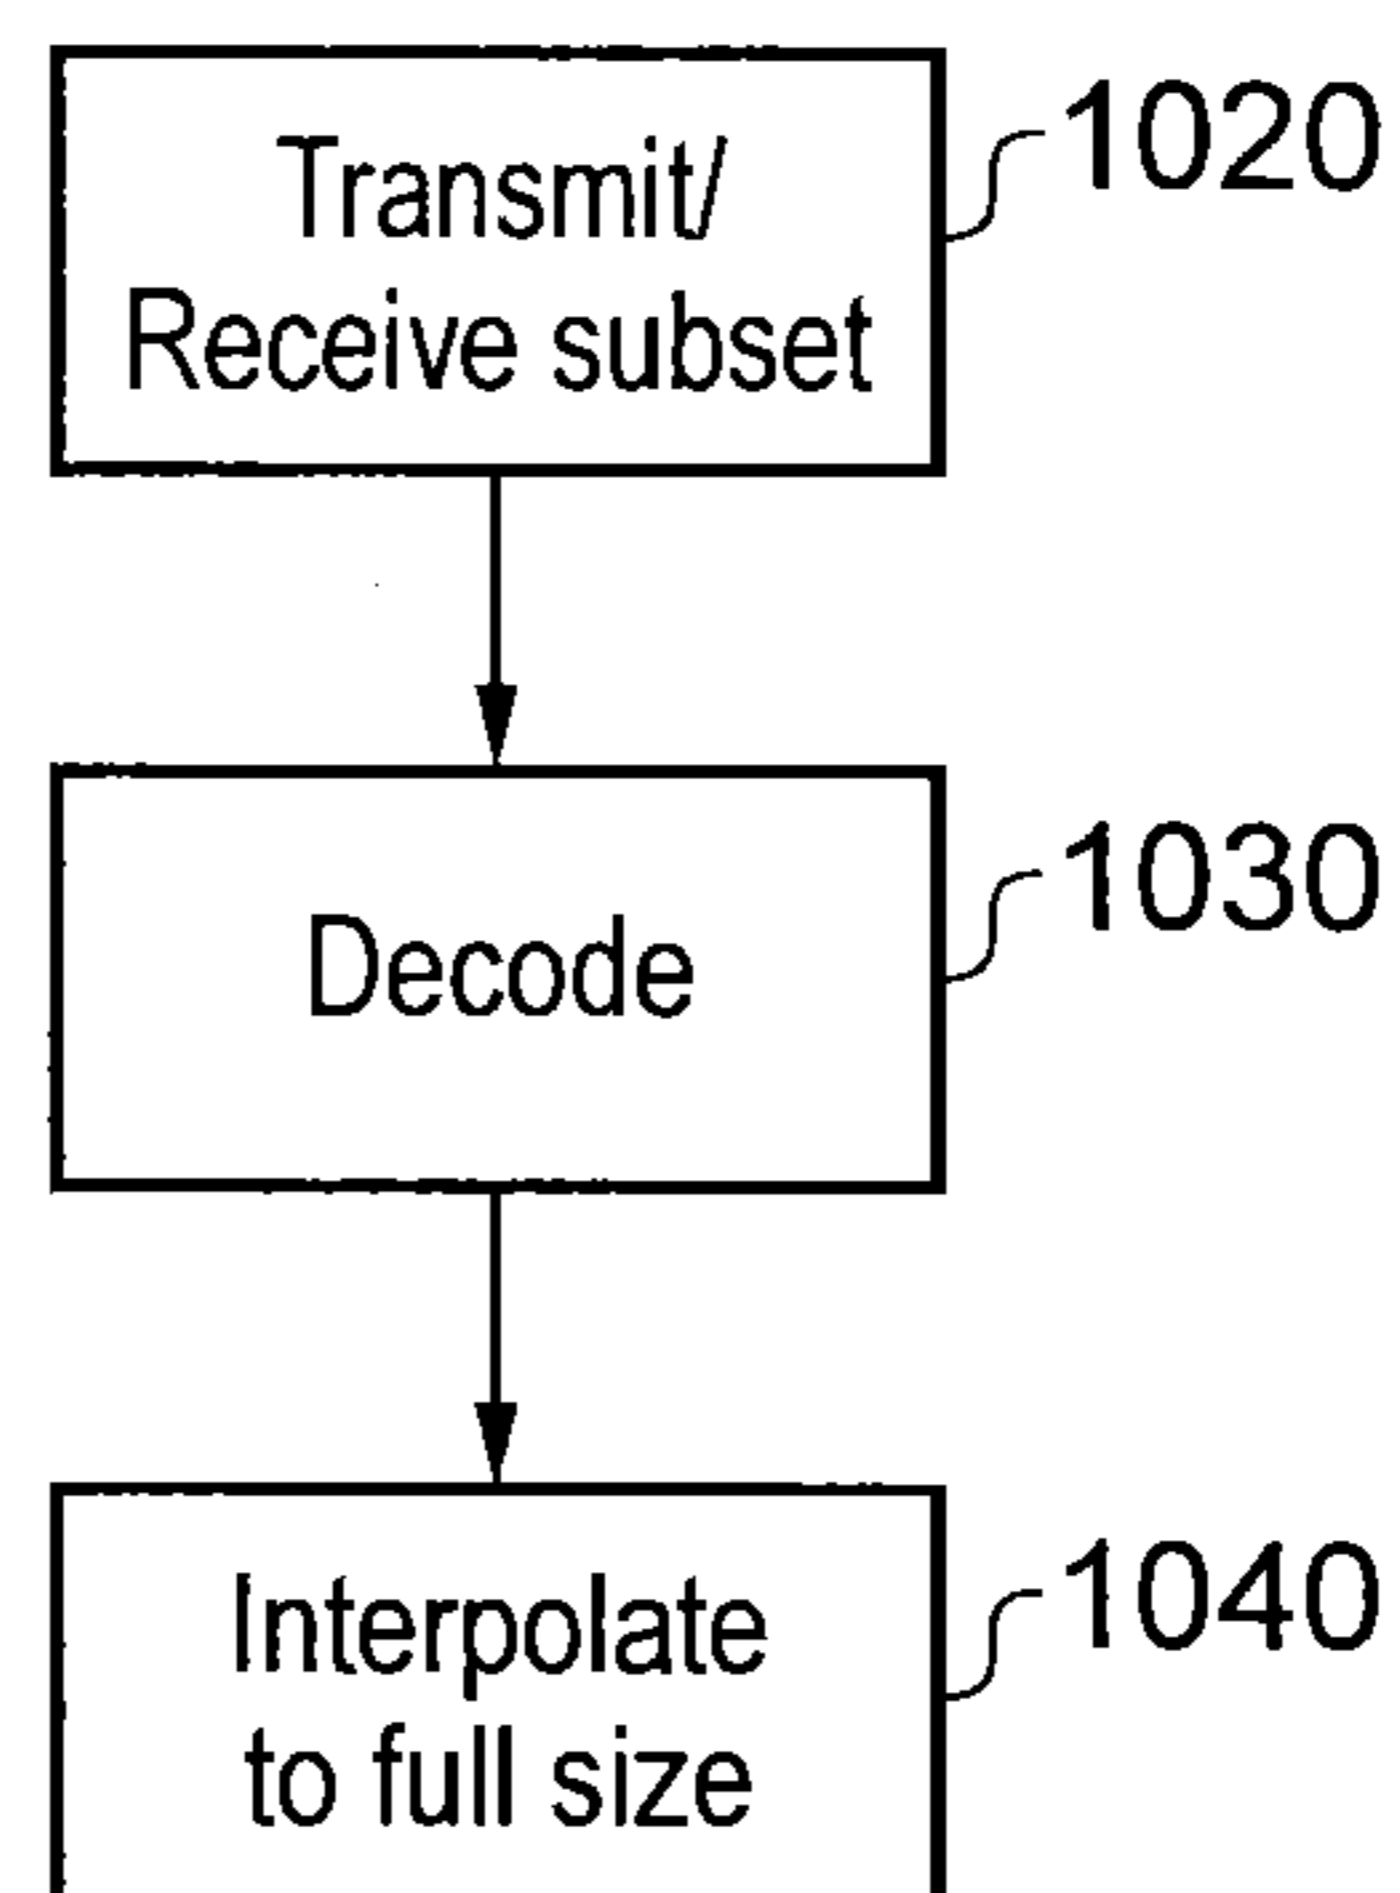 Transmit/
Receive subset
1020
Decode
1030
Interpolate
to full size
1040